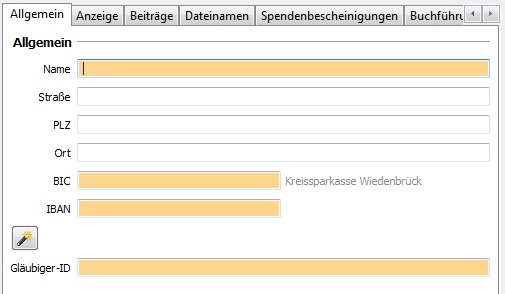 Allgemein Anzeige Beiträge Dateinamen Spendenbescheinigungen Buchführu
Allgemein
Name
Straße
PLZ
Ort
BIC Kreissparkasse Wiedenbrück
IBAN
Gläubiger-ID